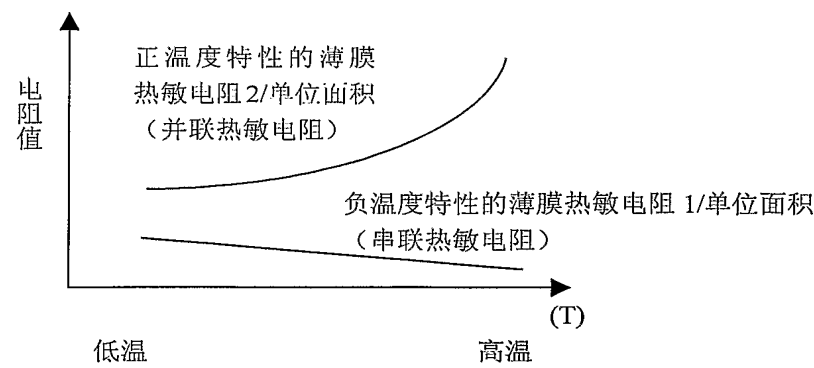 正温度特性的薄膜
热敏电阻2/单位面积
（并联热敏电阻）
电阻值
负温度特性的薄膜热敏电阻 1/单位面积
（串联热敏电阻）
(T)
低温
高温